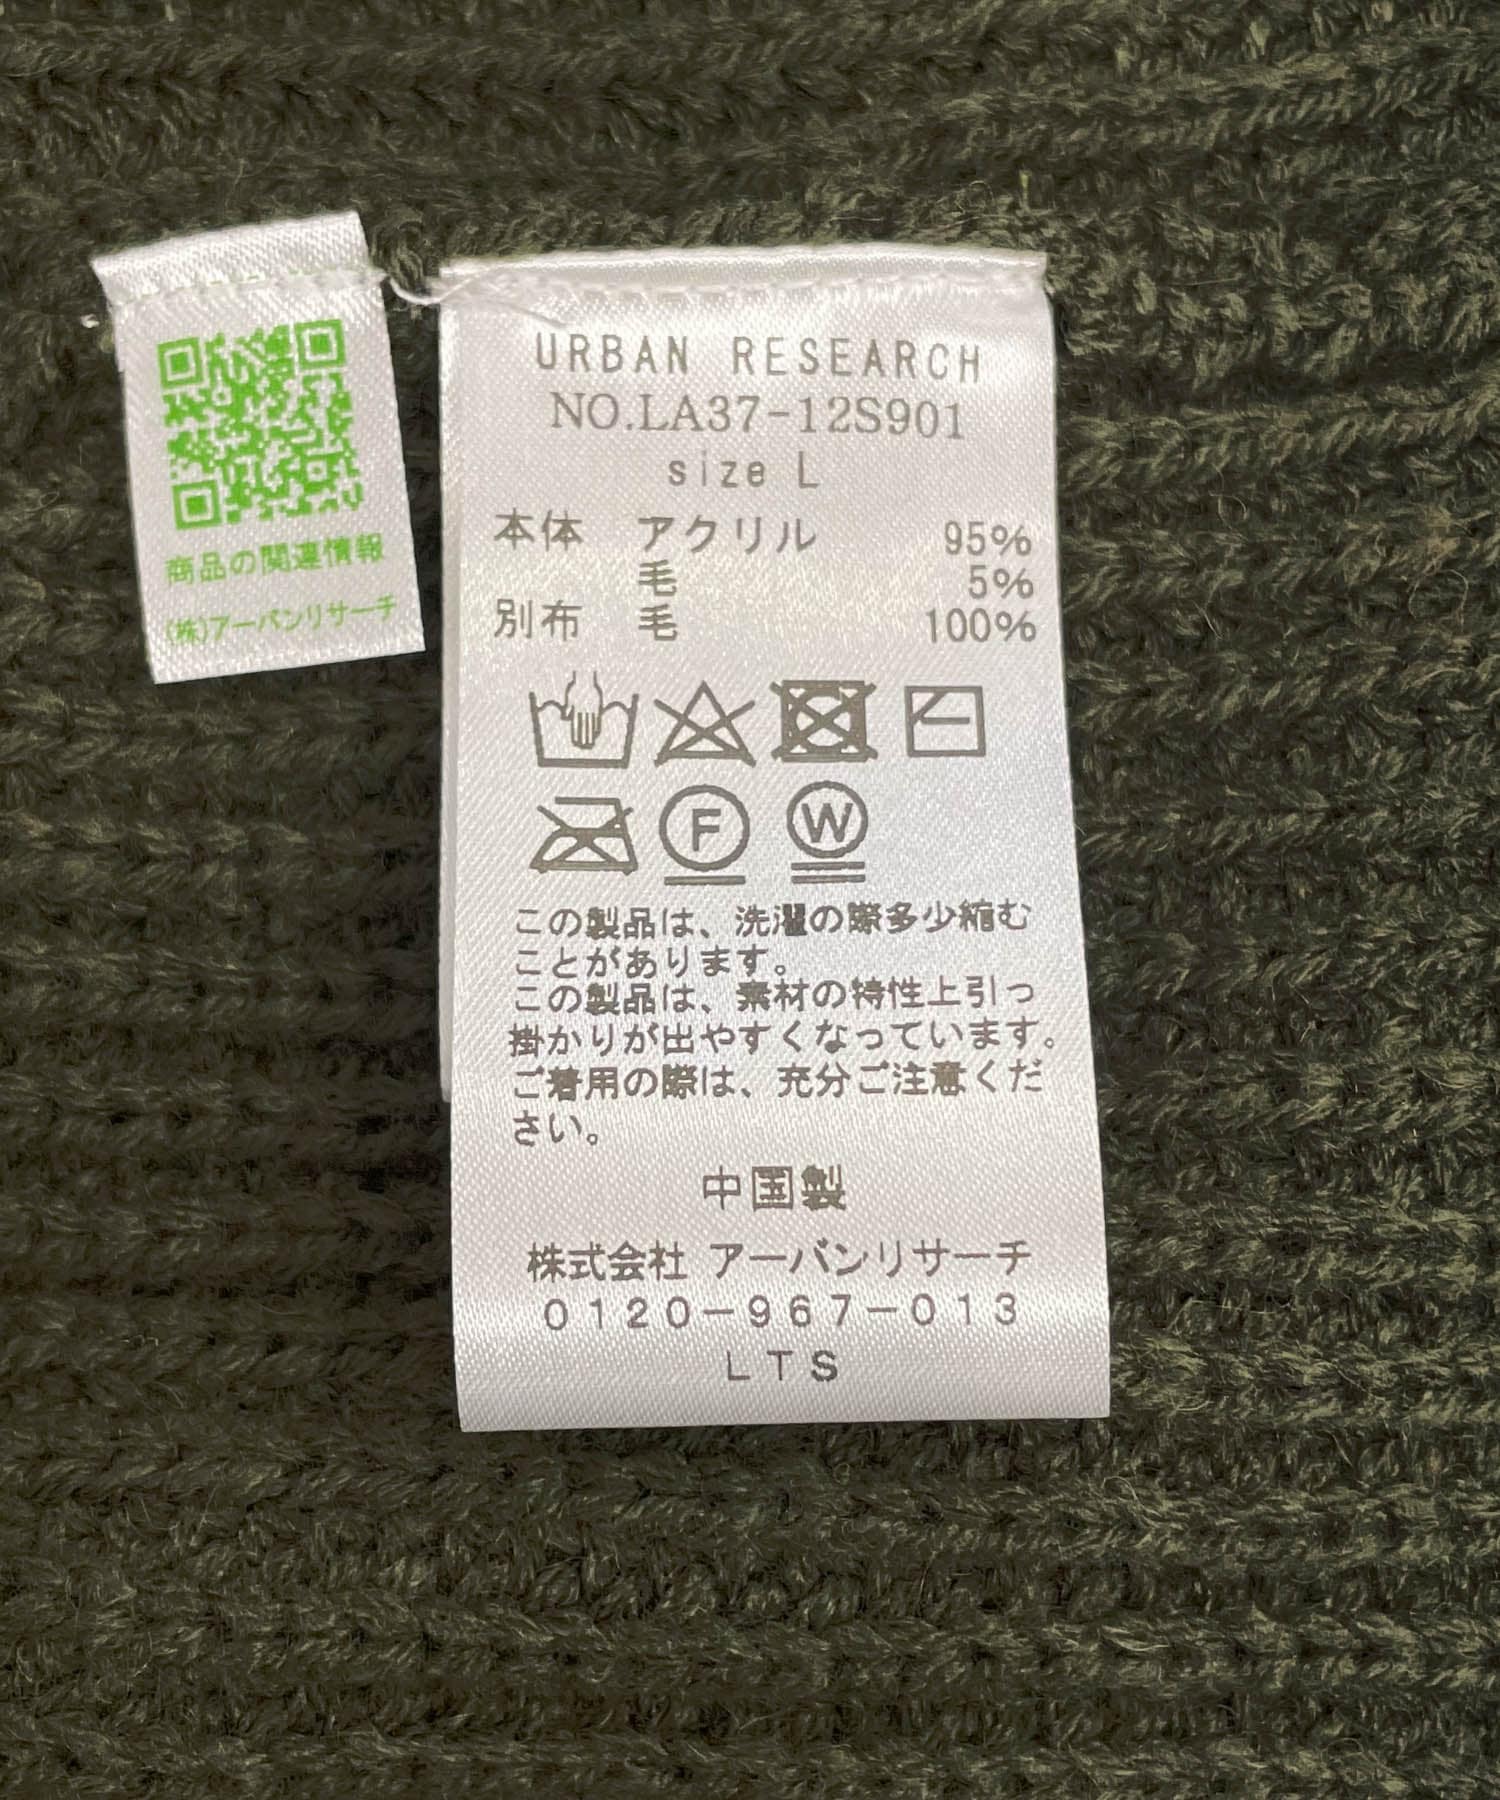 商品の関連情報
(株)アーバンリサーチ
URBAN RESEARCH
NO.LA37-12S901
size L
本体 アクリル 95%
毛 5%
別布 毛 100%
F W
この製品は、洗濯の際多少縮む
ことがあります。
この製品は、素材の特性上引っ
掛かりが出やすくなっています。
ご着用の際は、充分ご注意くだ
さい。
中国製
株式会社 アーバンリサーチ
0120-967-013
LTS